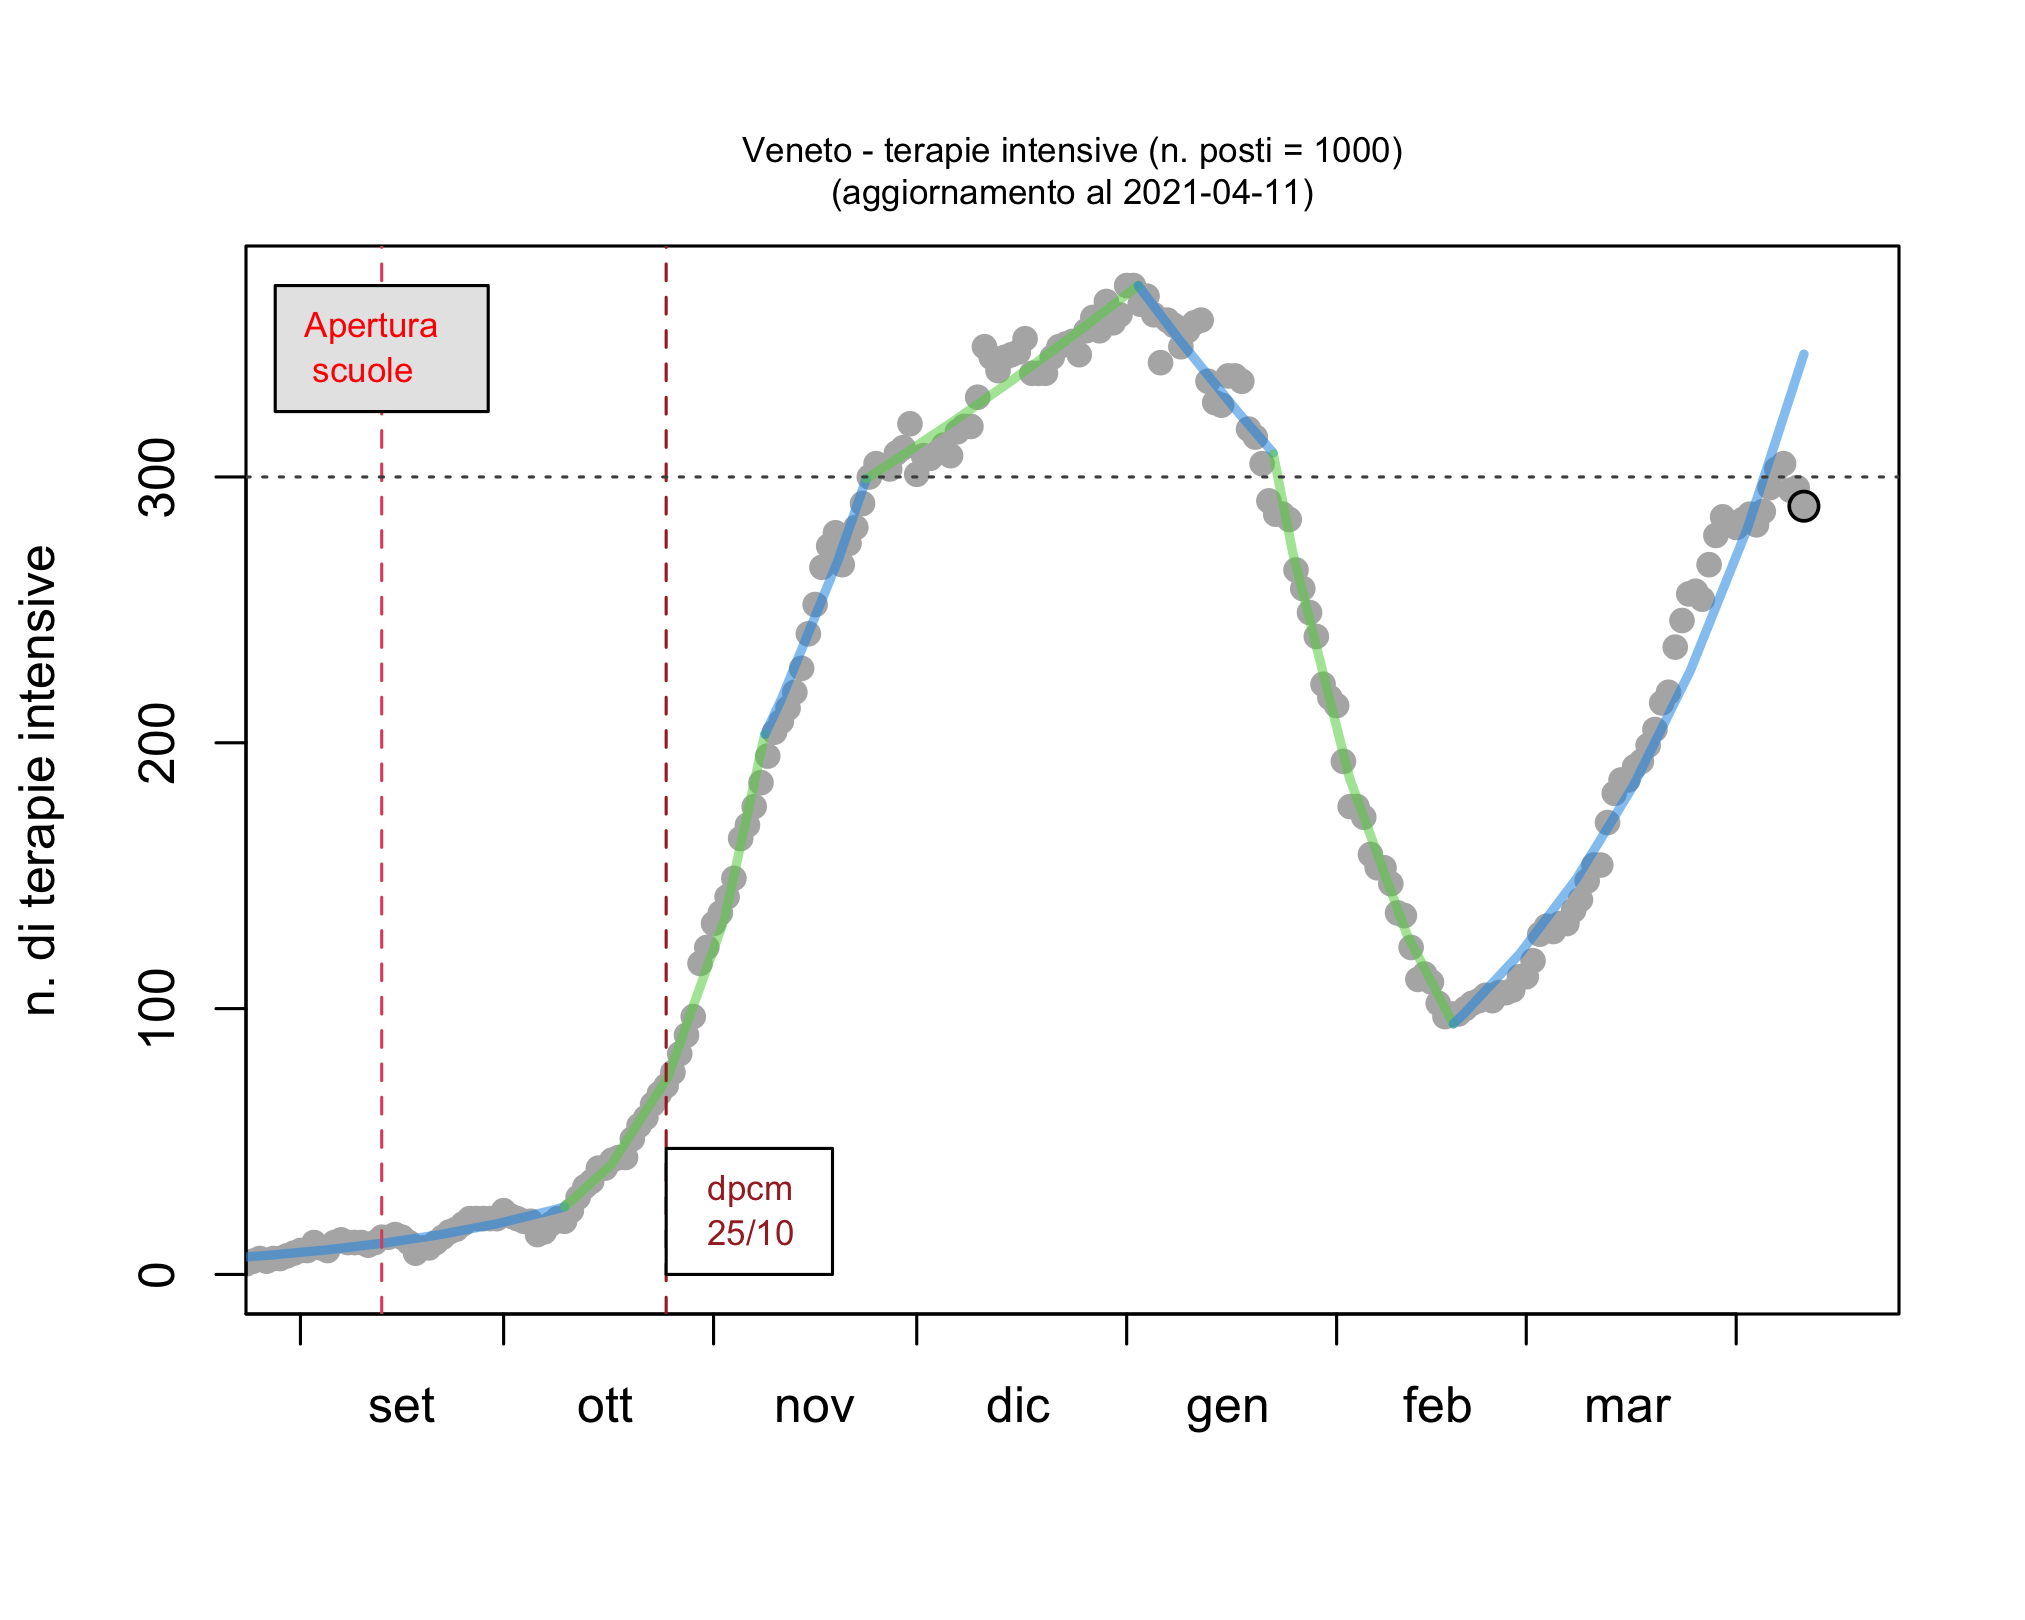 Veneto - terapie intensive (n. posti = 1000)
(aggiornamento al 2021-04-11)
Apertura
scuole
n. di terapie intensive
300
200
100
0
dpcm
25/10
set ott nov dic gen feb mar